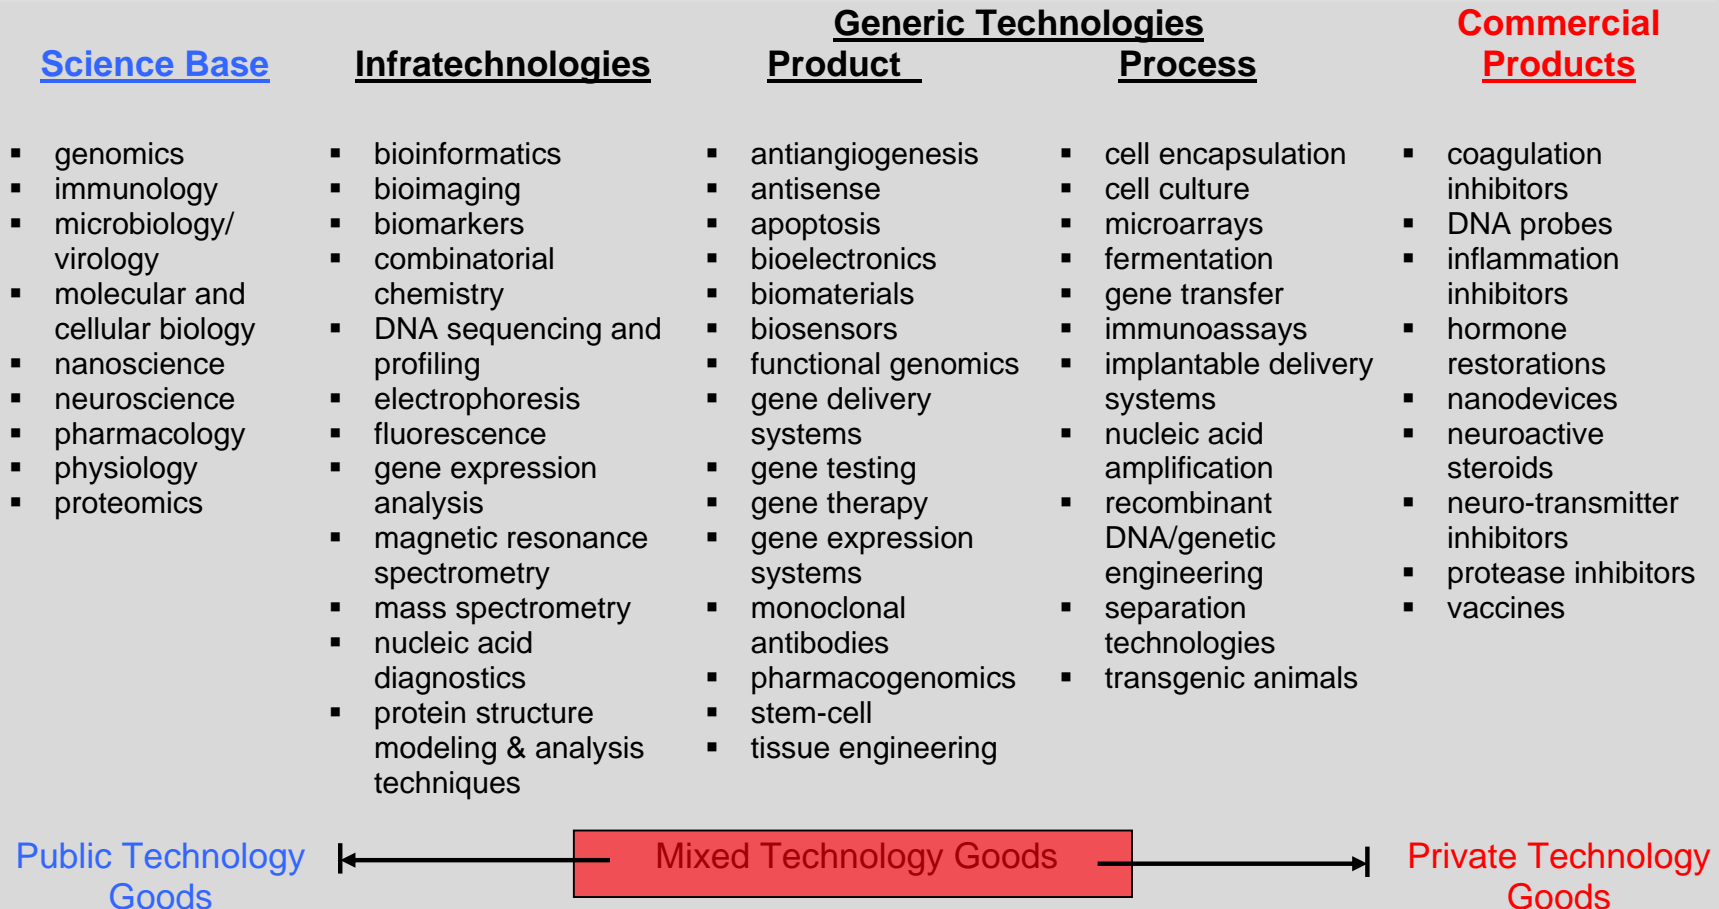 Generic Technologies
Commercial
Science Base
Infratechnologies
Product
Process
Products
▪ genomics
▪ immunology
▪ microbiology/
virology
▪ molecular and
cellular biology
▪ nanoscience
▪ neuroscience
▪ pharmacology
▪ physiology
▪ proteomics
▪ bioinformatics
▪ bioimaging
▪ biomarkers
▪ combinatorial
chemistry
▪ DNA sequencing and
profiling
▪ electrophoresis
▪ fluorescence
▪ gene expression
analysis
▪ magnetic resonance
spectrometry
▪ mass spectrometry
▪ nucleic acid
diagnostics
▪ protein structure
modeling & analysis
techniques
▪ antiangiogenesis
▪ antisense
▪ apoptosis
▪ bioelectronics
▪ biomaterials
▪ biosensors
▪ functional genomics
▪ gene delivery
systems
▪ gene testing
▪ gene therapy
▪ gene expression
systems
▪ monoclonal
antibodies
▪ pharmacogenomics
▪ stem-cell
▪ tissue engineering
▪ cell encapsulation
▪ cell culture
▪ microarrays
▪ fermentation
▪ gene transfer
▪ immunoassays
▪ implantable delivery
systems
▪ nucleic acid
amplification
▪ recombinant
DNA/genetic
engineering
▪ separation
technologies
▪ transgenic animals
▪ coagulation
inhibitors
▪ DNA probes
▪ inflammation
inhibitors
▪ hormone
restorations
▪ nanodevices
▪ neuroactive
steroids
▪ neuro-transmitter
inhibitors
▪ protease inhibitors
▪ vaccines
Public Technology
Goods
Mixed Technology Goods
Private Technology
Goods